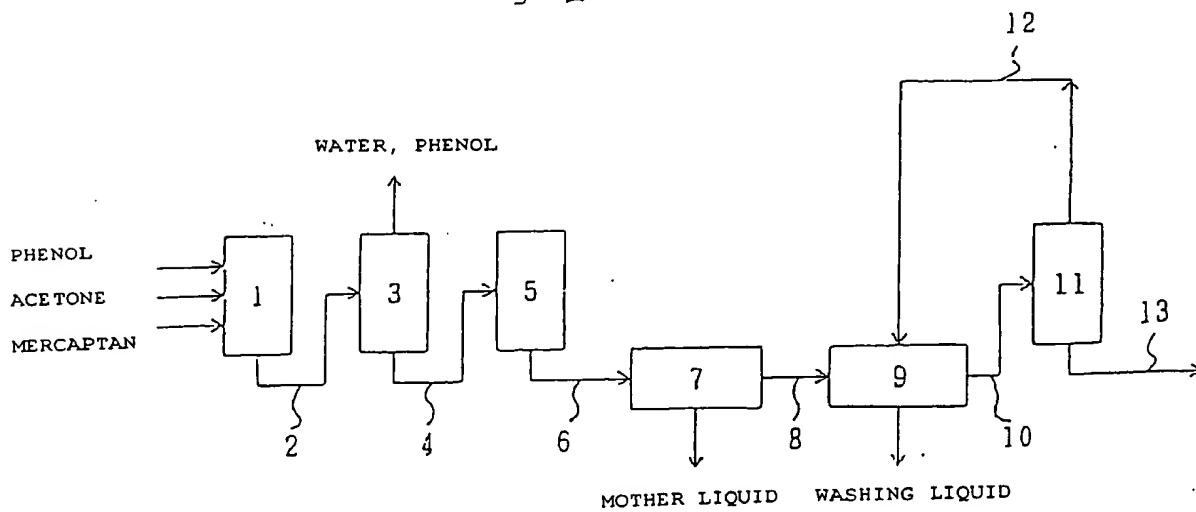 12
WATER, PHENOL
PHENOL
ACETONE
MERCAPTAN
1
3
5
11
13
7
9
2
4
6
8
10
MOTHER LIQUID WASHING LIQUID